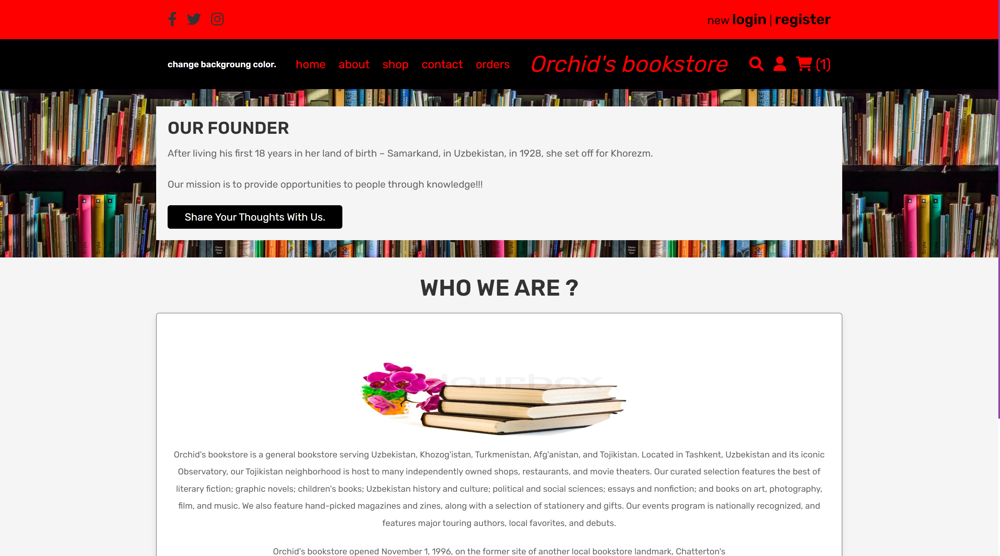 new login | register
change backgroung color.
home about shop contact orders
Orchid's bookstore
(1)
OUR FOUNDER
After living his first 18 years in her land of birth – Samarkand, in Uzbekistan, in 1928, she set off for Khorezm.
Our mission is to provide opportunities to people through knowledge!!!
Share Your Thoughts With Us.
WHO WE ARE ?
Orchid's bookstore is a general bookstore serving Uzbekistan, Khozog'istan, Turkmenistan, Afg'anistan, and Tojikistan. Located in Tashkent, Uzbekistan and its iconic
Observatory, our Tojikistan neighborhood is host to many independently owned shops, restaurants, and movie theaters. Our curated selection features the best of
literary fiction; graphic novels; children's books; Uzbekistan history and culture; political and social sciences; essays and nonfiction; and books on art, photography,
film, and music. We also feature hand-picked magazines and zines, along with a selection of stationery and gifts. Our events program is nationally recognized, and
features major touring authors, local favorites, and debuts.
Orchid's bookstore opened November 1, 1996, on the former site of another local bookstore landmark, Chatterton's